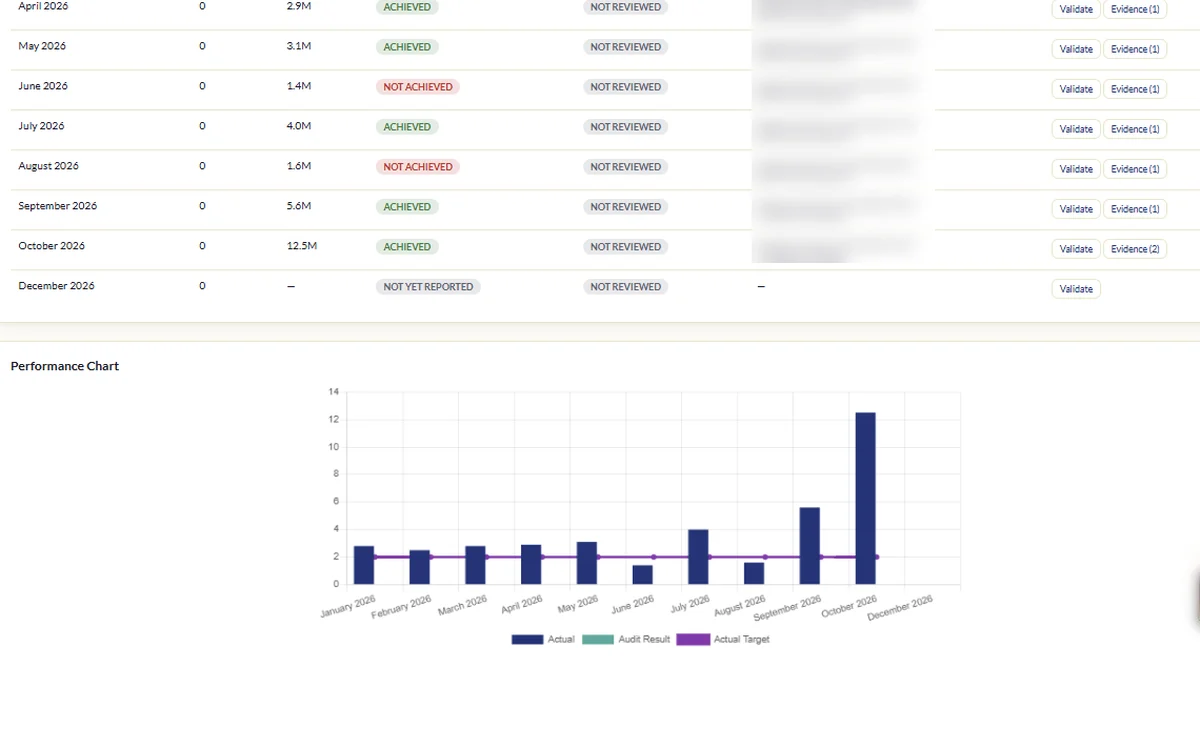 April 2026 0 2.9M ACHIEVED NOT REVIEWED Validate Evidence (1)
May 2026 0 3.1M ACHIEVED NOT REVIEWED Validate Evidence (1)
June 2026 0 1.4M NOT ACHIEVED NOT REVIEWED Validate Evidence (1)
July 2026 0 4.0M ACHIEVED NOT REVIEWED Validate Evidence (1)
August 2026 0 1.6M NOT ACHIEVED NOT REVIEWED Validate Evidence (1)
September 2026 0 5.6M ACHIEVED NOT REVIEWED Validate Evidence (1)
October 2026 0 12.5M ACHIEVED NOT REVIEWED Validate Evidence (2)
December 2026 0 – NOT YET REPORTED NOT REVIEWED – Validate
Performance Chart
14
12
10
8
6
4
2
0
January 2026 February 2026 March 2026 April 2026 May 2026 June 2026 July 2026 August 2026 September 2026 October 2026 December 2026
Actual Audit Result Actual Target